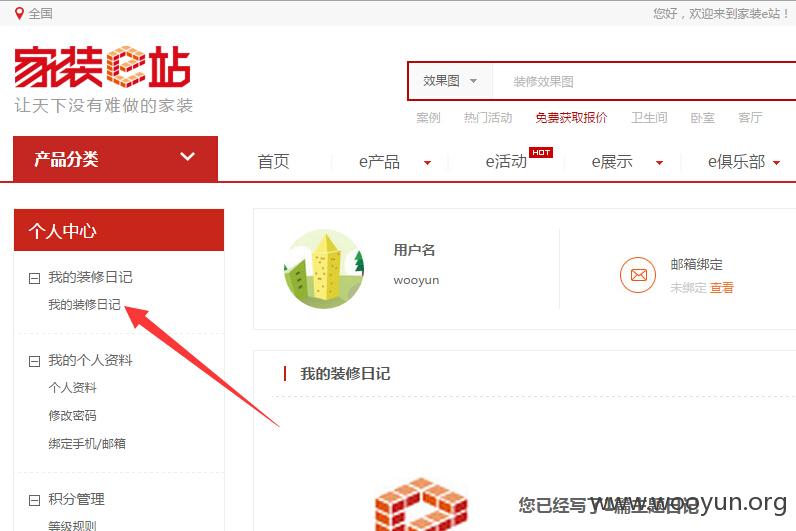 全国
您好，欢迎来到家装e站！
家装e站
让天下没有难做的家装
效果图
装修效果图
案例 热门活动 免费获取报价 卫生间 卧室 客厅
产品分类
首页 e产品 e活动 HOT e展示 e俱乐部
个人中心
我的装修日记
我的装修日记
我的个人资料
个人资料
修改密码
绑定手机/邮箱
积分管理
等级规则
用户名
wooyun
邮箱绑定
未绑定 查看
我的装修日记
您已经写了
www.wooyun.org